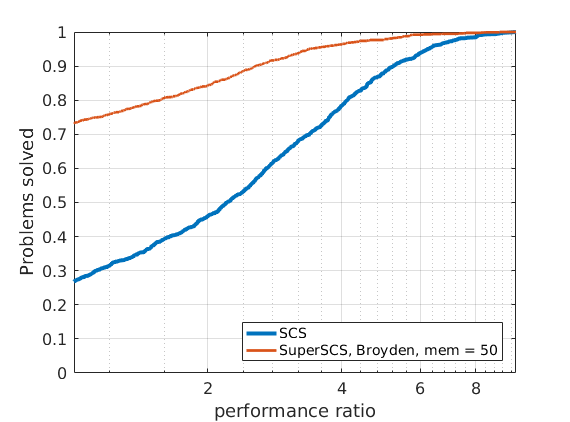 1
0.9
0.8
0.7
0.6
0.5
0.4
0.3
0.2
0.1
0
Problems solved
SCS
SuperSCS, Broyden, mem = 50
2 4 6 8
performance ratio